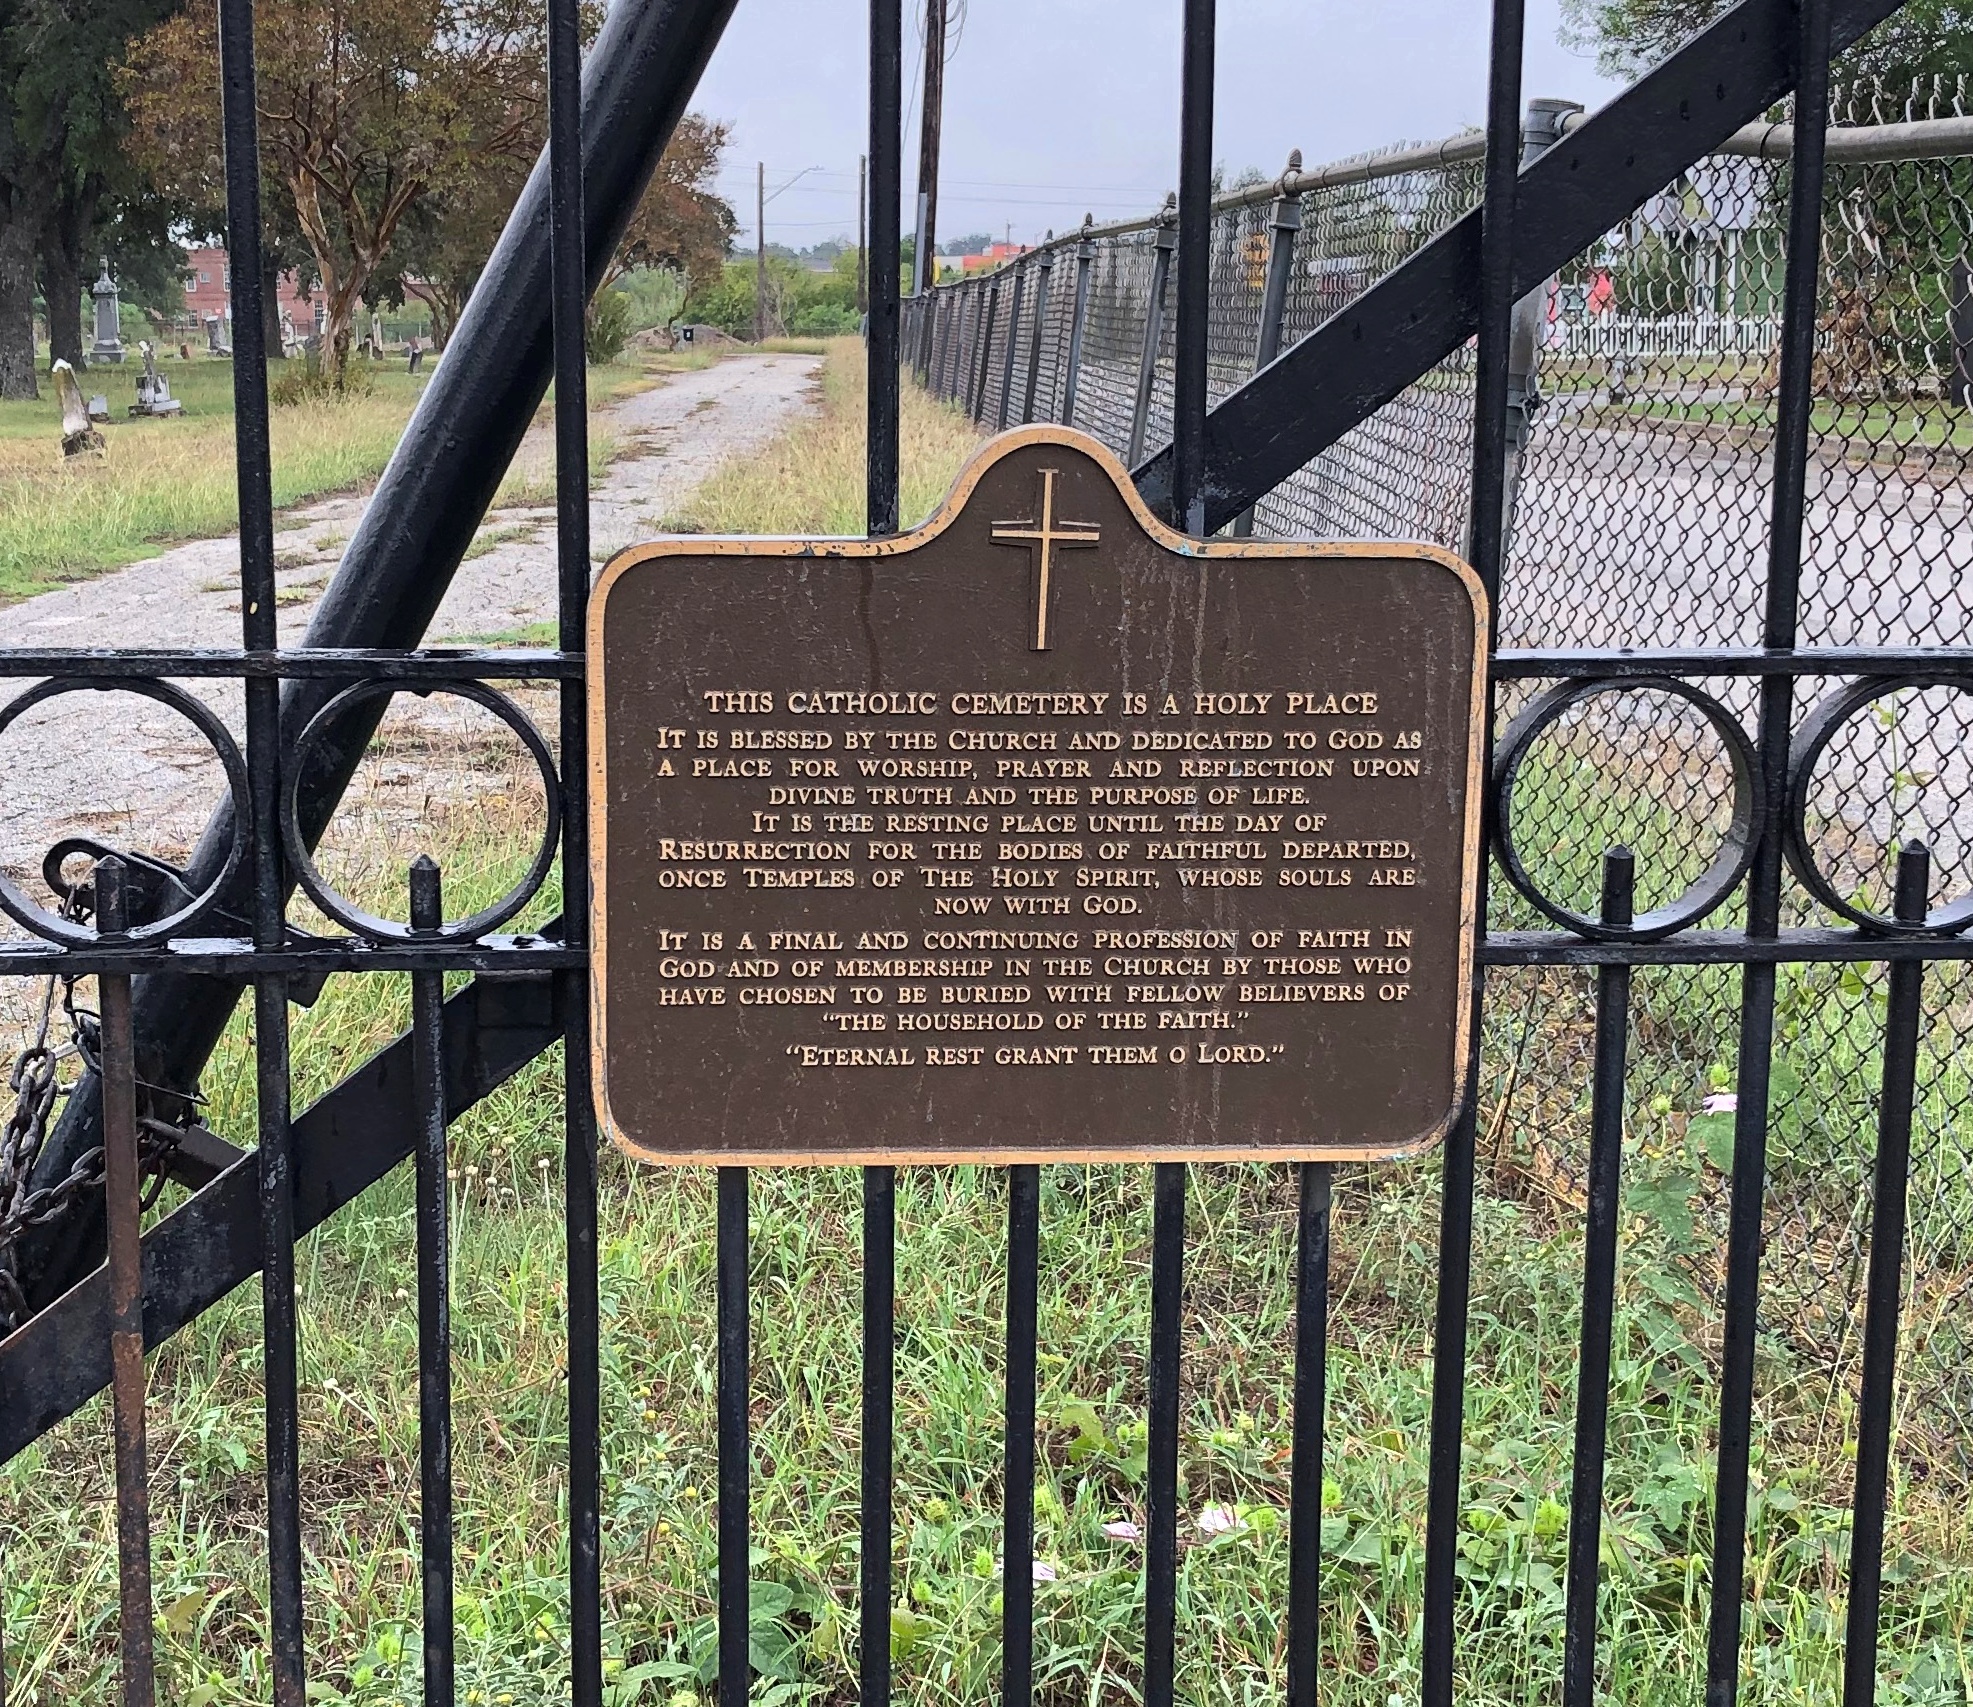 THIS CATHOLIC CEMETERY IS A HOLY PLACE
IT IS BLESSED BY THE CHURCH AND DEDICATED TO GOD AS
A PLACE FOR WORSHIP, PRAYER AND REFLECTION UPON
DIVINE TRUTH AND THE PURPOSE OF LIFE.
IT IS THE RESTING PLACE UNTIL THE DAY OF
RESURRECTION FOR THE BODIES OF FAITHFUL DEPARTED,
ONCE TEMPLES OF THE HOLY SPIRIT, WHOSE SOULS ARE
NOW WITH GOD.
IT IS A FINAL AND CONTINUING PROFESSION OF FAITH IN
GOD AND OF MEMBERSHIP IN THE CHURCH BY THOSE WHO
HAVE CHOSEN TO BE BURIED WITH FELLOW BELIEVERS OF
“THE HOUSEHOLD OF THE FAITH.”
“ETERNAL REST GRANT THEM O LORD.”